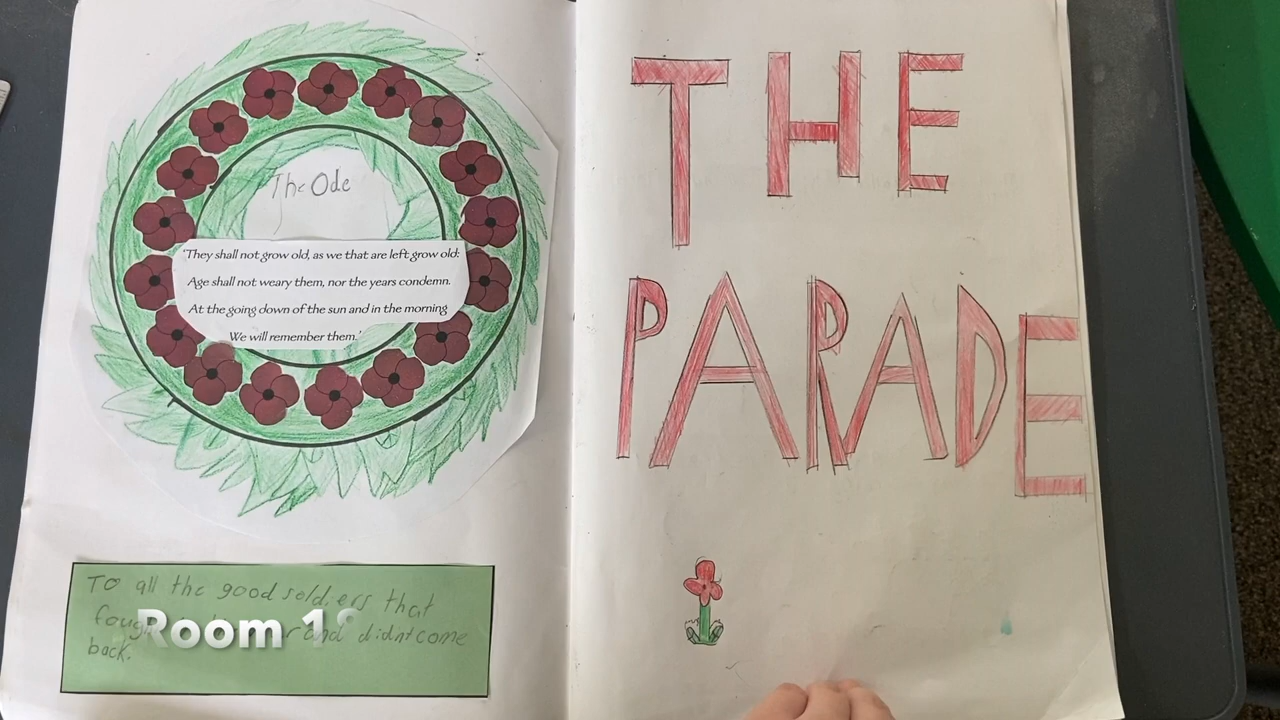 The Ode
'They shall not grow old, as we that are left grow old:
Age shall not weary them, nor the years condemn.
At the going down of the sun and in the morning
We will remember them.'
To all the good soldiers that
didnt come
back.
Room 1
THE
PARADE